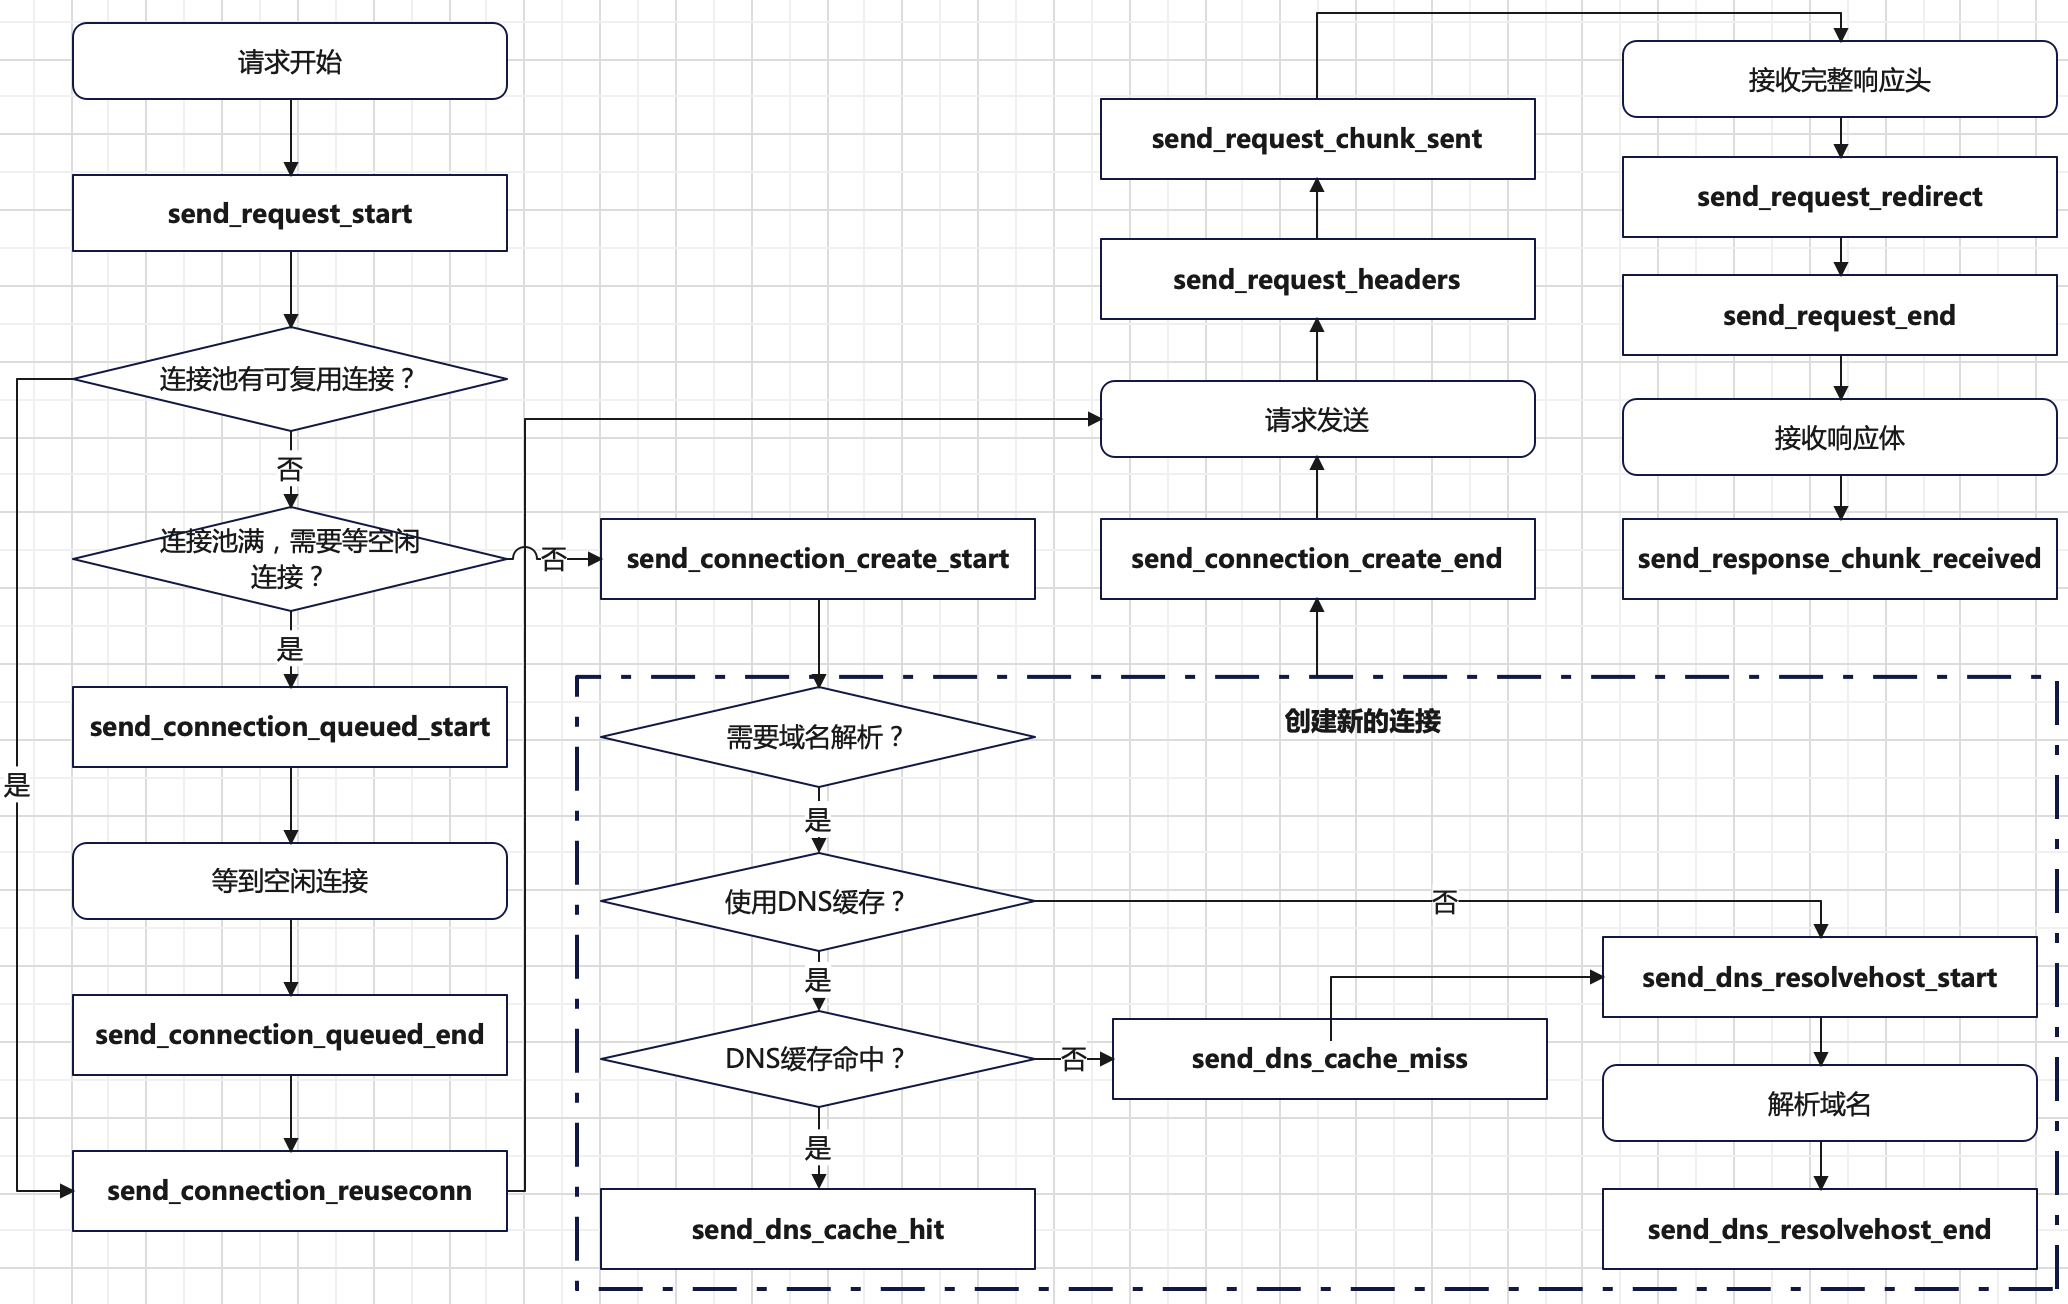 请求开始
send_request_start
连接池有可复用连接？
否
是
连接池满，需要等空闲
连接？
否
是
send_connection_queued_start
等到空闲连接
send_connection_queued_end
send_connection_reuseconn
send_connection_create_start
创建新的连接
需要域名解析？
是
使用DNS缓存？
否
是
DNS缓存命中？
否
是
send_dns_cache_hit
send_dns_cache_miss
send_dns_resolvehost_start
解析域名
send_dns_resolvehost_end
send_connection_create_end
请求发送
send_request_headers
send_request_chunk_sent
接收完整响应头
send_request_redirect
send_request_end
接收响应体
send_response_chunk_received